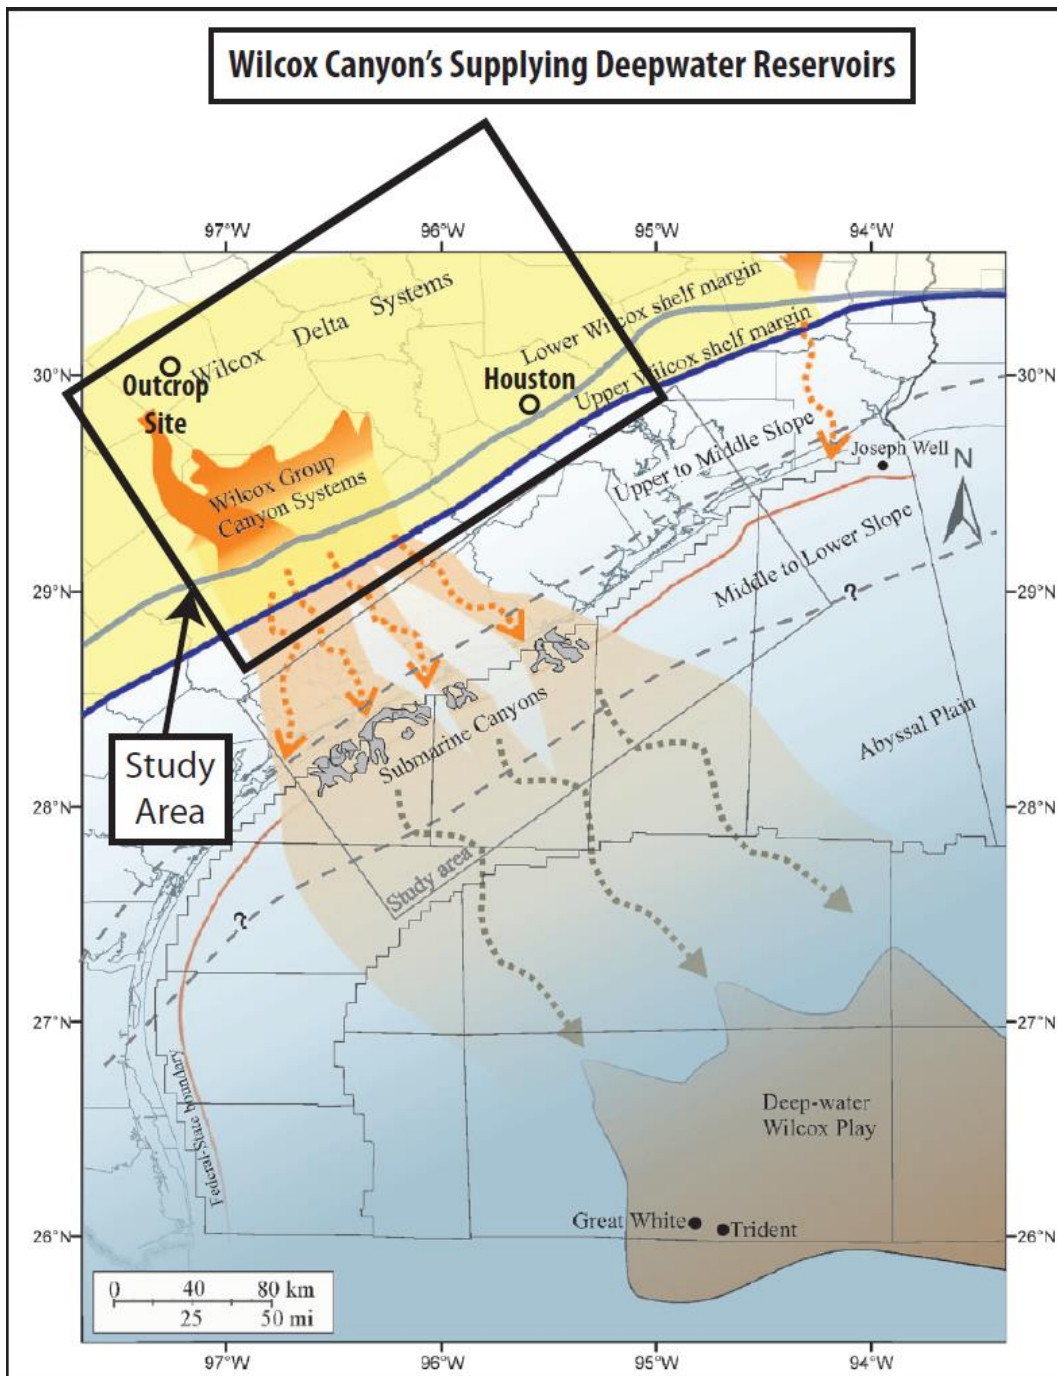 Wilcox Canyon's Supplying Deepwater Reservoirs
97°W
96°W
95°W
94°W
Wilcox Delta Systems
Lower Wilcox shelf margin
Upper Wilcox shelf margin
30°N
30°N
Outcrop
Site
Houston
Upper to Middle Slope
Joseph Well
N
Wilcox Group
Canyon Systems
Middle to Lower Slope
29°N
29°N
?
Submarine Canyons
Abyssal Plain
Study
Area
28°N
28°N
Study area
?
27°N
27°N
Federal-State boundary
Deep-water
Wilcox Play
Great White
Trident
26°N
26°N
0 40 80 km
25 50 mi
97°W
96°W
95°W
94°W